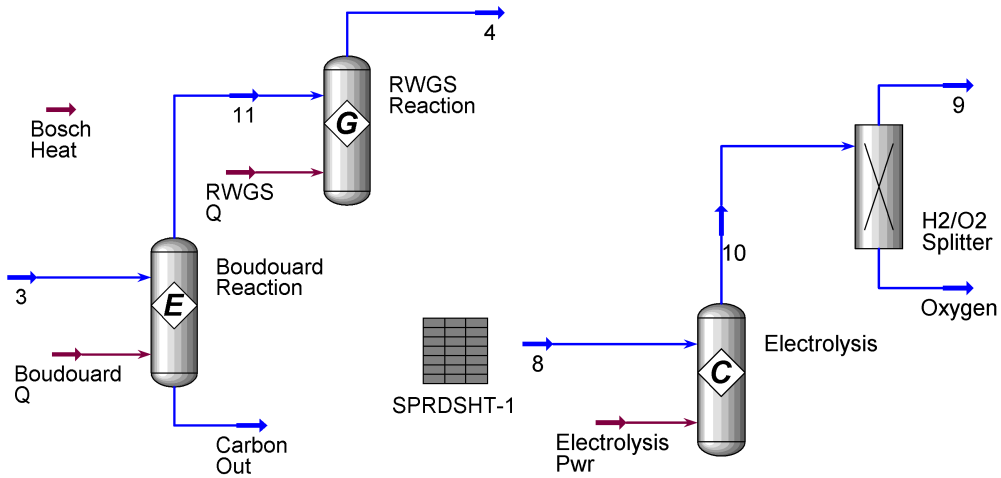 4
RWGS
Reaction
G
11
Bosch
Heat
RWGS
Q
9
H2/O2
Splitter
10
Oxygen
Boudouard
Reaction
3
E
Boudouard
Q
Carbon
Out
SPRDSHT-1
8
Electrolysis
C
Electrolysis
Pwr